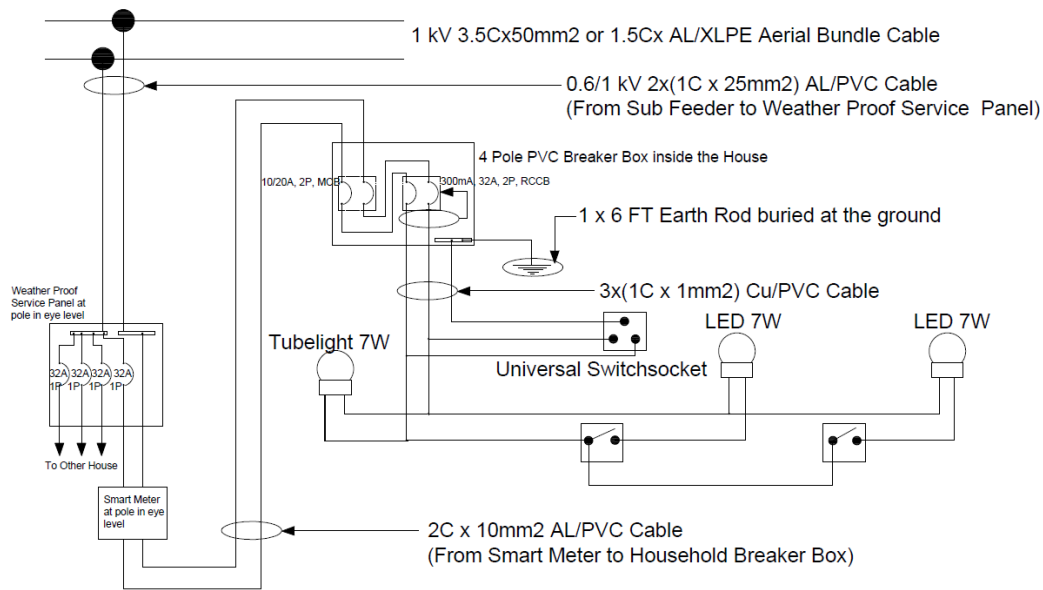 1 kV 3.5Cx50mm2 or 1.5Cx AL/XLPE Aerial Bundle Cable
0.6/1 kV 2x(1C x 25mm2) AL/PVC Cable
(From Sub Feeder to Weather Proof Service Panel)
4 Pole PVC Breaker Box inside the House
10/20A, 2P, MCB
300mA, 32A, 2P, RCCB
1 x 6 FT Earth Rod buried at the ground
3x(1C x 1mm2) Cu/PVC Cable
Weather Proof
Service Panel at
pole in eye level
Tubelight 7W
LED 7W
LED 7W
Universal Switchsocket
32A 32A 32A 32A
1P 1P 1P 1P
To Other House
Smart Meter
at pole in eye
level
2C x 10mm2 AL/PVC Cable
(From Smart Meter to Household Breaker Box)